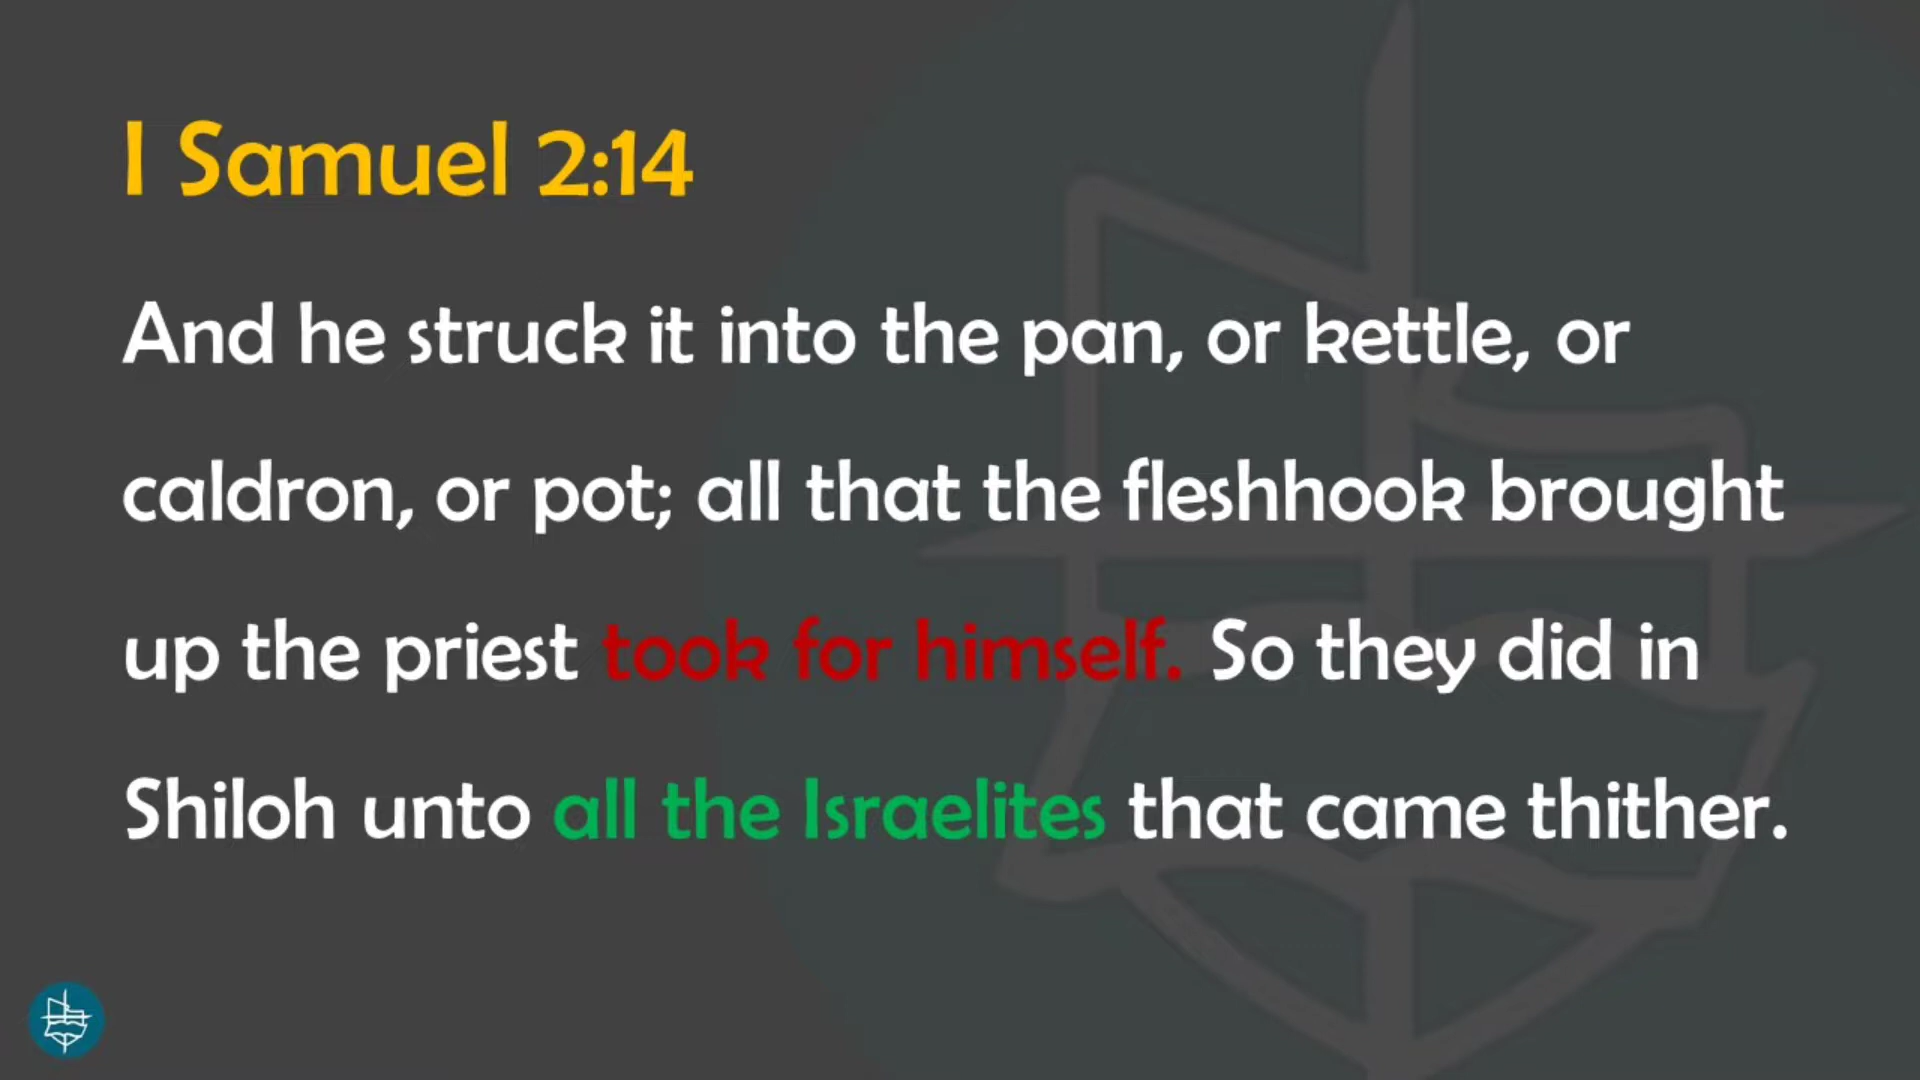 I Samuel 2:14
And he struck it into the pan, or kettle, or
caldron, or pot; all that the fleshhook brought
up the priest took for himself. So they did in
Shiloh unto all the Israelites that came thither.